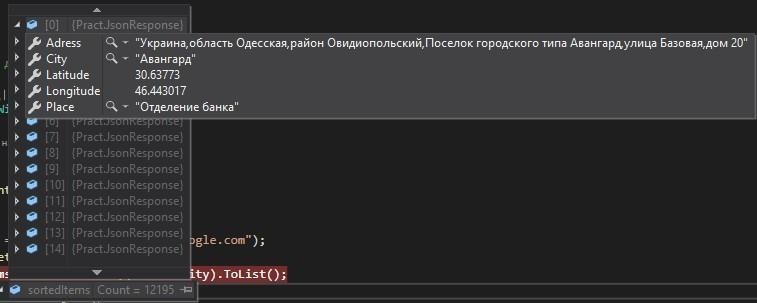 [0] {Pract.JsonResponse}
Adress "Украина,область Одесская,район Овидиопольский,Поселок городского типа Авангард,улица Базовая,дом 20"
City "Авангард"
Latitude 30.63773
Longitude 46.443017
Place "Отделение банка"
[6] {Pract.JsonResponse}
[7] {Pract.JsonResponse}
[8] {Pract.JsonResponse}
[9] {Pract.JsonResponse}
[10] {Pract.JsonResponse}
[11] {Pract.JsonResponse}
[12] {Pract.JsonResponse}
[13] {Pract.JsonResponse} = ogle.com");
[14] {Pract.JsonResponse}
ity).ToList();
sortedItems Count = 12195